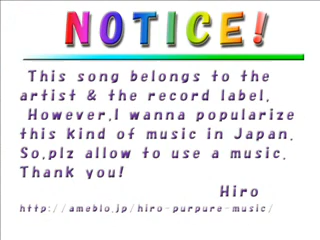 NOTICE!
This song belongs to the
artist & the record label.
However,I wanna popularize
this kind of music in Japan.
So,plz allow to use a music.
Thank you!
Hiro
http://ameblo.jp/hiro-purpure-music/